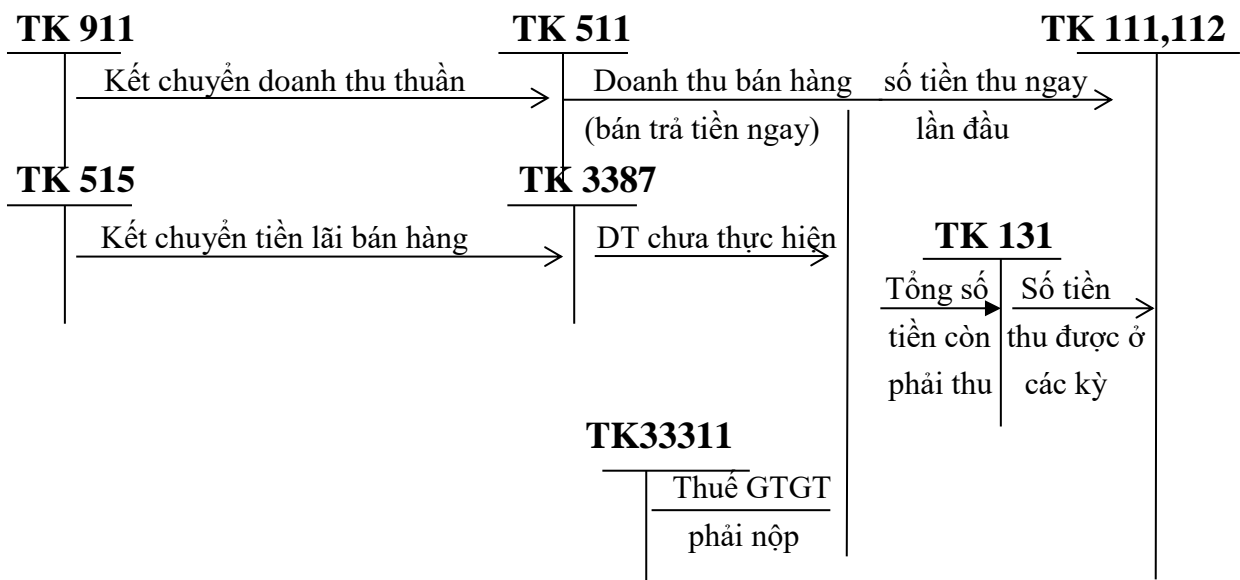 TK 911 TK 511 TK 111,112
Kết chuyển doanh thu thuần Doanh thu bán hàng số tiền thu ngay
(bán trả tiền ngay) lần đầu
TK 515 TK 3387
Kết chuyển tiền lãi bán hàng DT chưa thực hiện TK 131
Tổng số Số tiền
tiền còn thu được ở
phải thu các kỳ
TK33311
Thuế GTGT
phải nộp